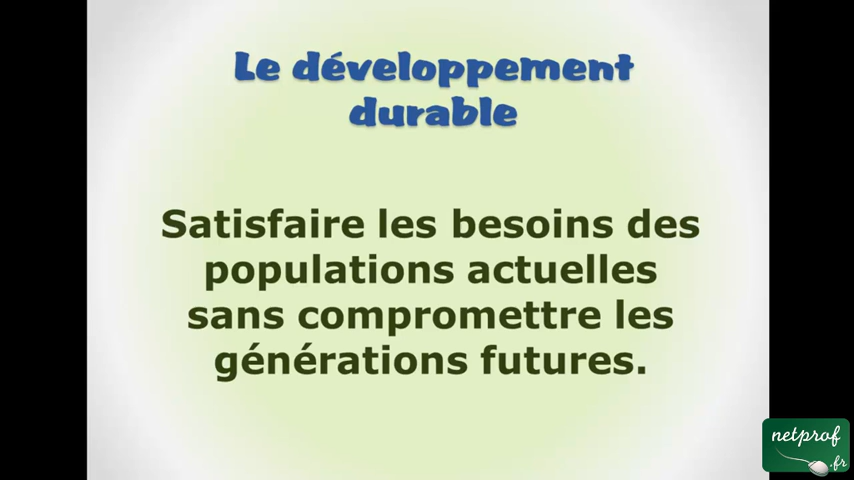 Le développement
durable
Satisfaire les besoins des
populations actuelles
sans compromettre les
générations futures.
netprof
.fr